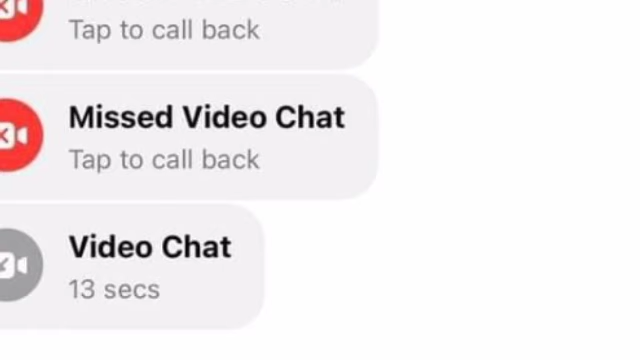 Tap to call back
Missed Video Chat
Tap to call back
Video Chat
13 secs